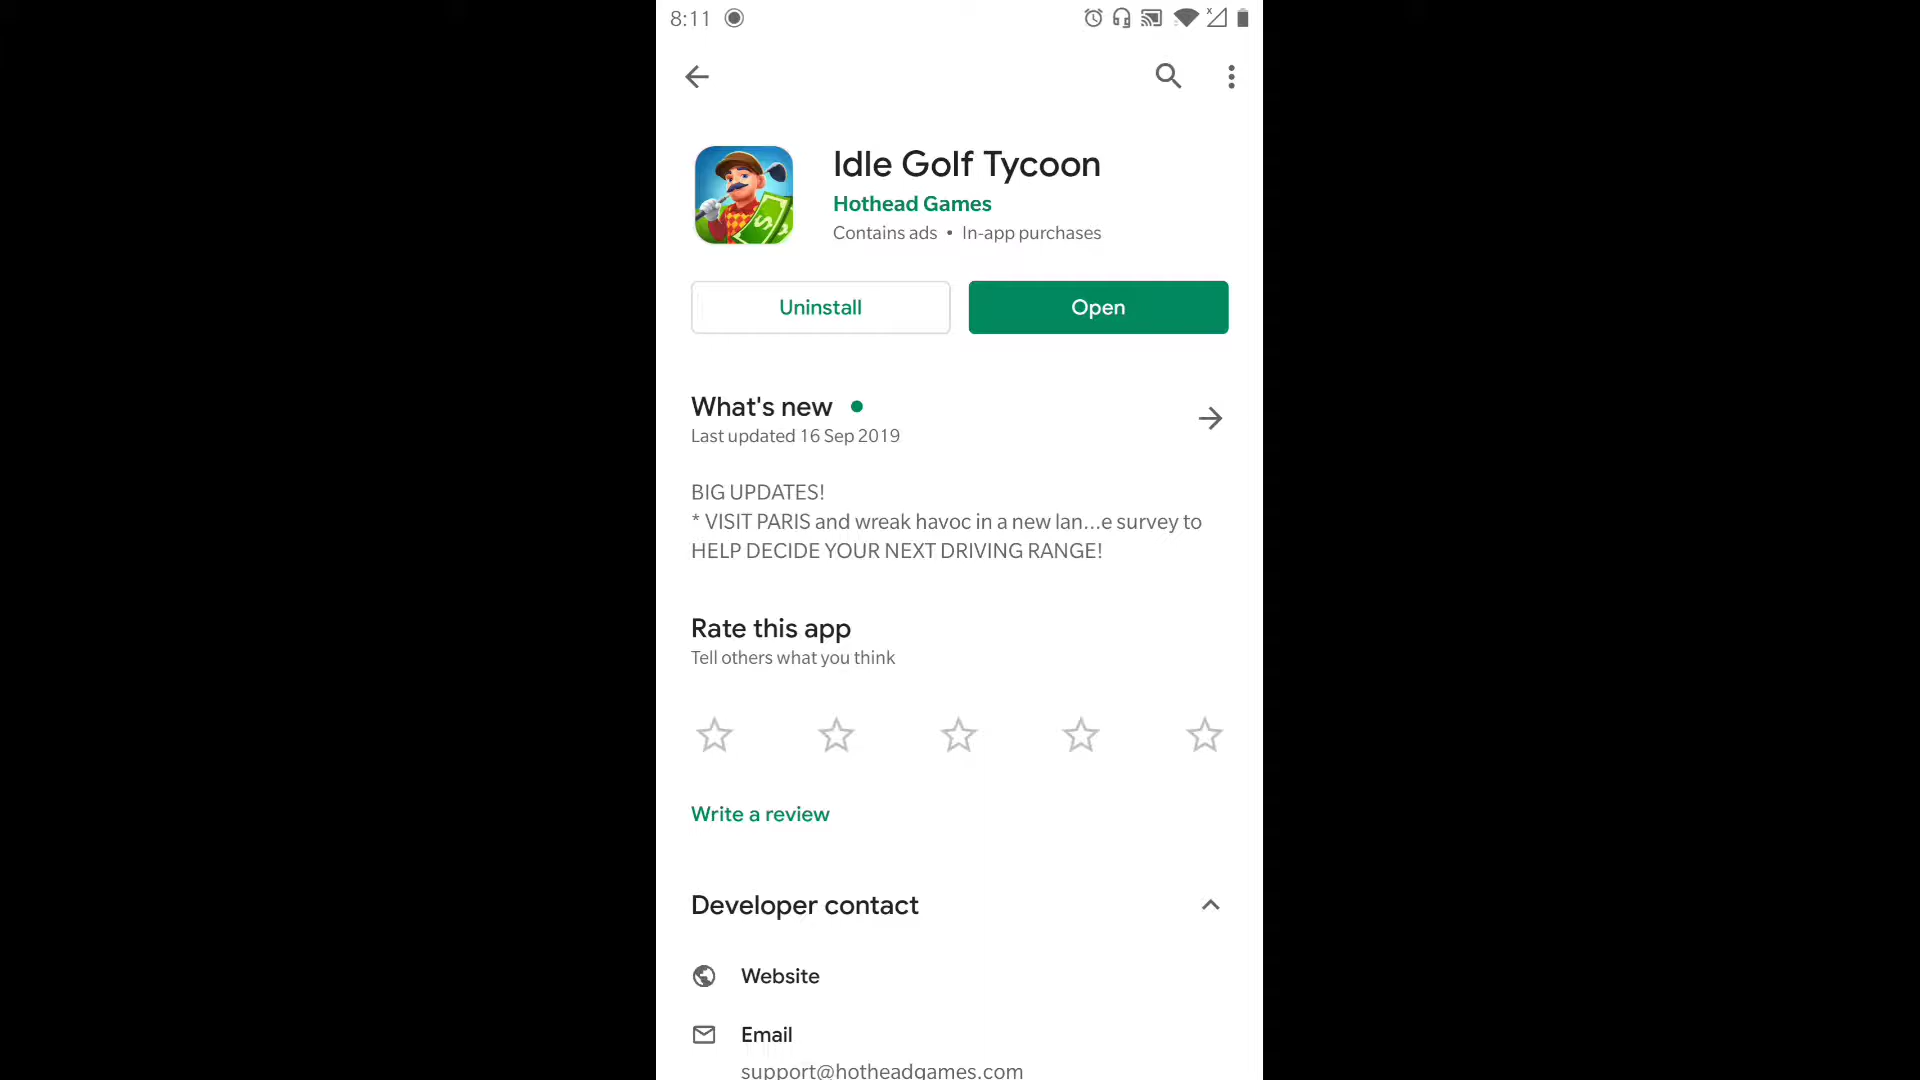 8:11
Idle Golf Tycoon
Hothead Games
Contains ads • In-app purchases
Uninstall
Open
What's new
Last updated 16 Sep 2019
BIG UPDATES!
* VISIT PARIS and wreak havoc in a new lan...e survey to
HELP DECIDE YOUR NEXT DRIVING RANGE!
Rate this app
Tell others what you think
Write a review
Developer contact
Website
Email
support@hotheadgames.com